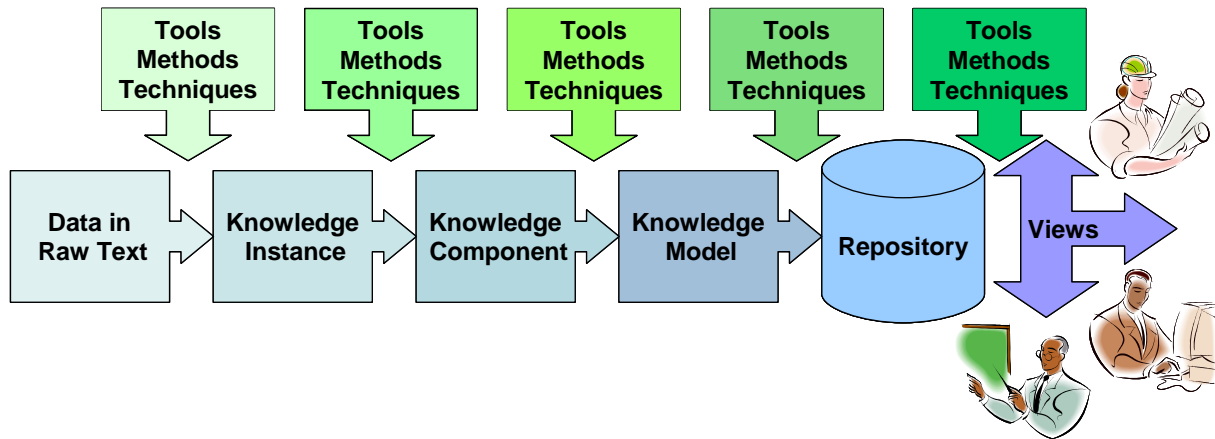 Tools
Methods
Techniques
Tools
Methods
Techniques
Tools
Methods
Techniques
Tools
Methods
Techniques
Tools
Methods
Techniques
Data in
Raw Text
Knowledge
Instance
Knowledge
Component
Knowledge
Model
Repository
Views